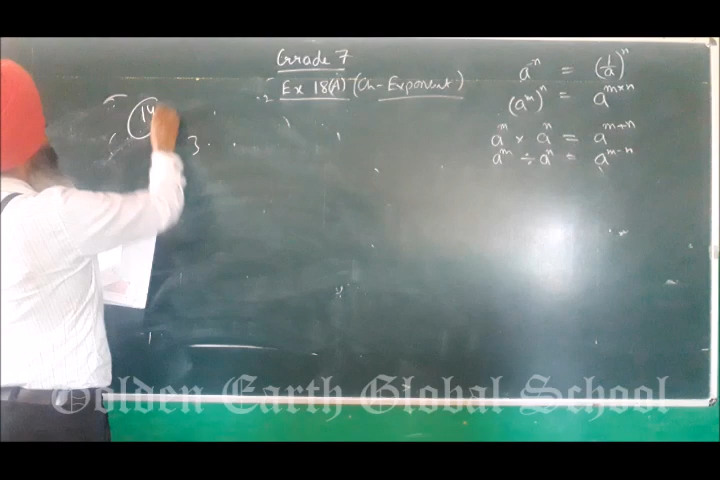 Grade 7
Ex 18(A) (Ch- Exponent)
a⁻ⁿ = (1/a)ⁿ
(aᵐ)ⁿ = aᵐˣⁿ
aᵐ × aⁿ = aᵐ⁺ⁿ
aᵐ ÷ aⁿ = aᵐ⁻ⁿ
14
3
Golden Earth Global School